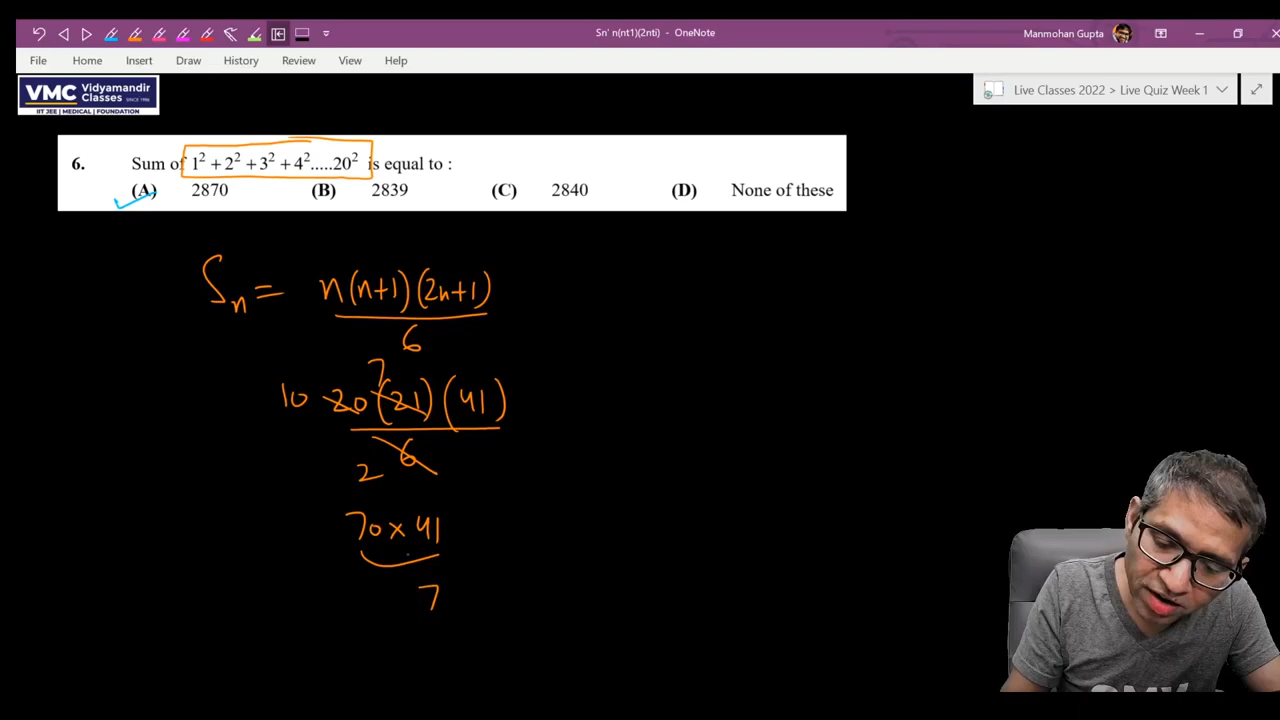 Sn' n(nt1)(2nti) - OneNote
Manmohan Gupta
File Home Insert Draw History Review View Help
VMC Vidyamandir Classes SINCE 1986
IIT JEE | MEDICAL | FOUNDATION
Live Classes 2022 > Live Quiz Week 1
6. Sum of 1² + 2² + 3² + 4².....20² is equal to :
(A) 2870 (B) 2839 (C) 2840 (D) None of these
Sn = n(n+1)(2n+1)
6
7
10 20 (21) (41)
2 6
70 × 41
7